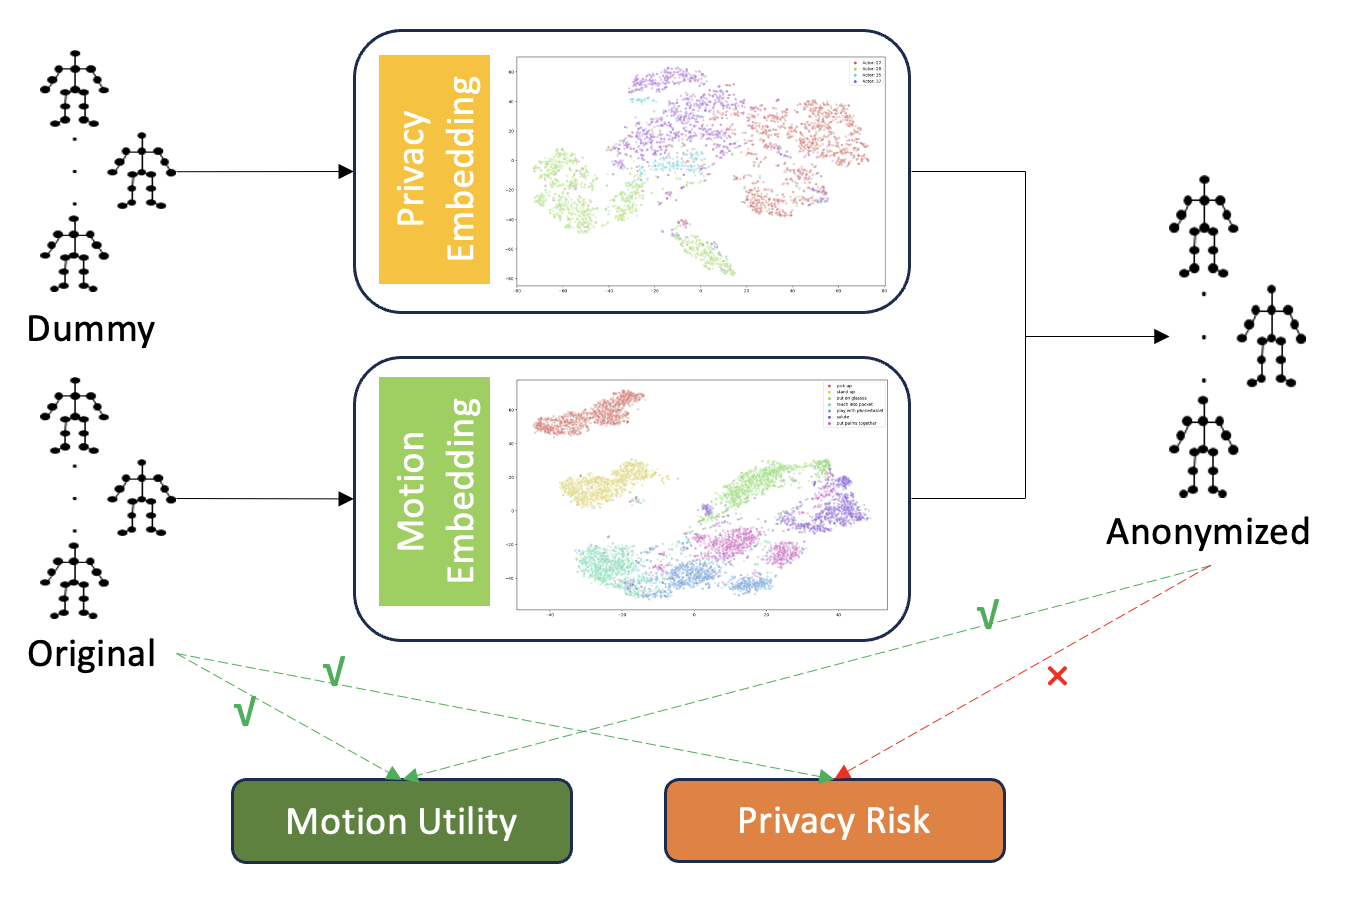 Privacy
Embedding
Actor: 27
Actor: 28
Actor: 35
Actor: 37
60
40
20
0
-20
-40
-60
-80
-80
-60
-40
-20
0
20
40
60
80
Dummy
Motion
Embedding
pick up
stand up
put on glasses
reach into pocket
play with phone/tablet
salute
put palms together
60
40
20
0
-20
-40
-40
-20
0
20
40
Original
Anonymized
√
√
√
×
Motion Utility
Privacy Risk